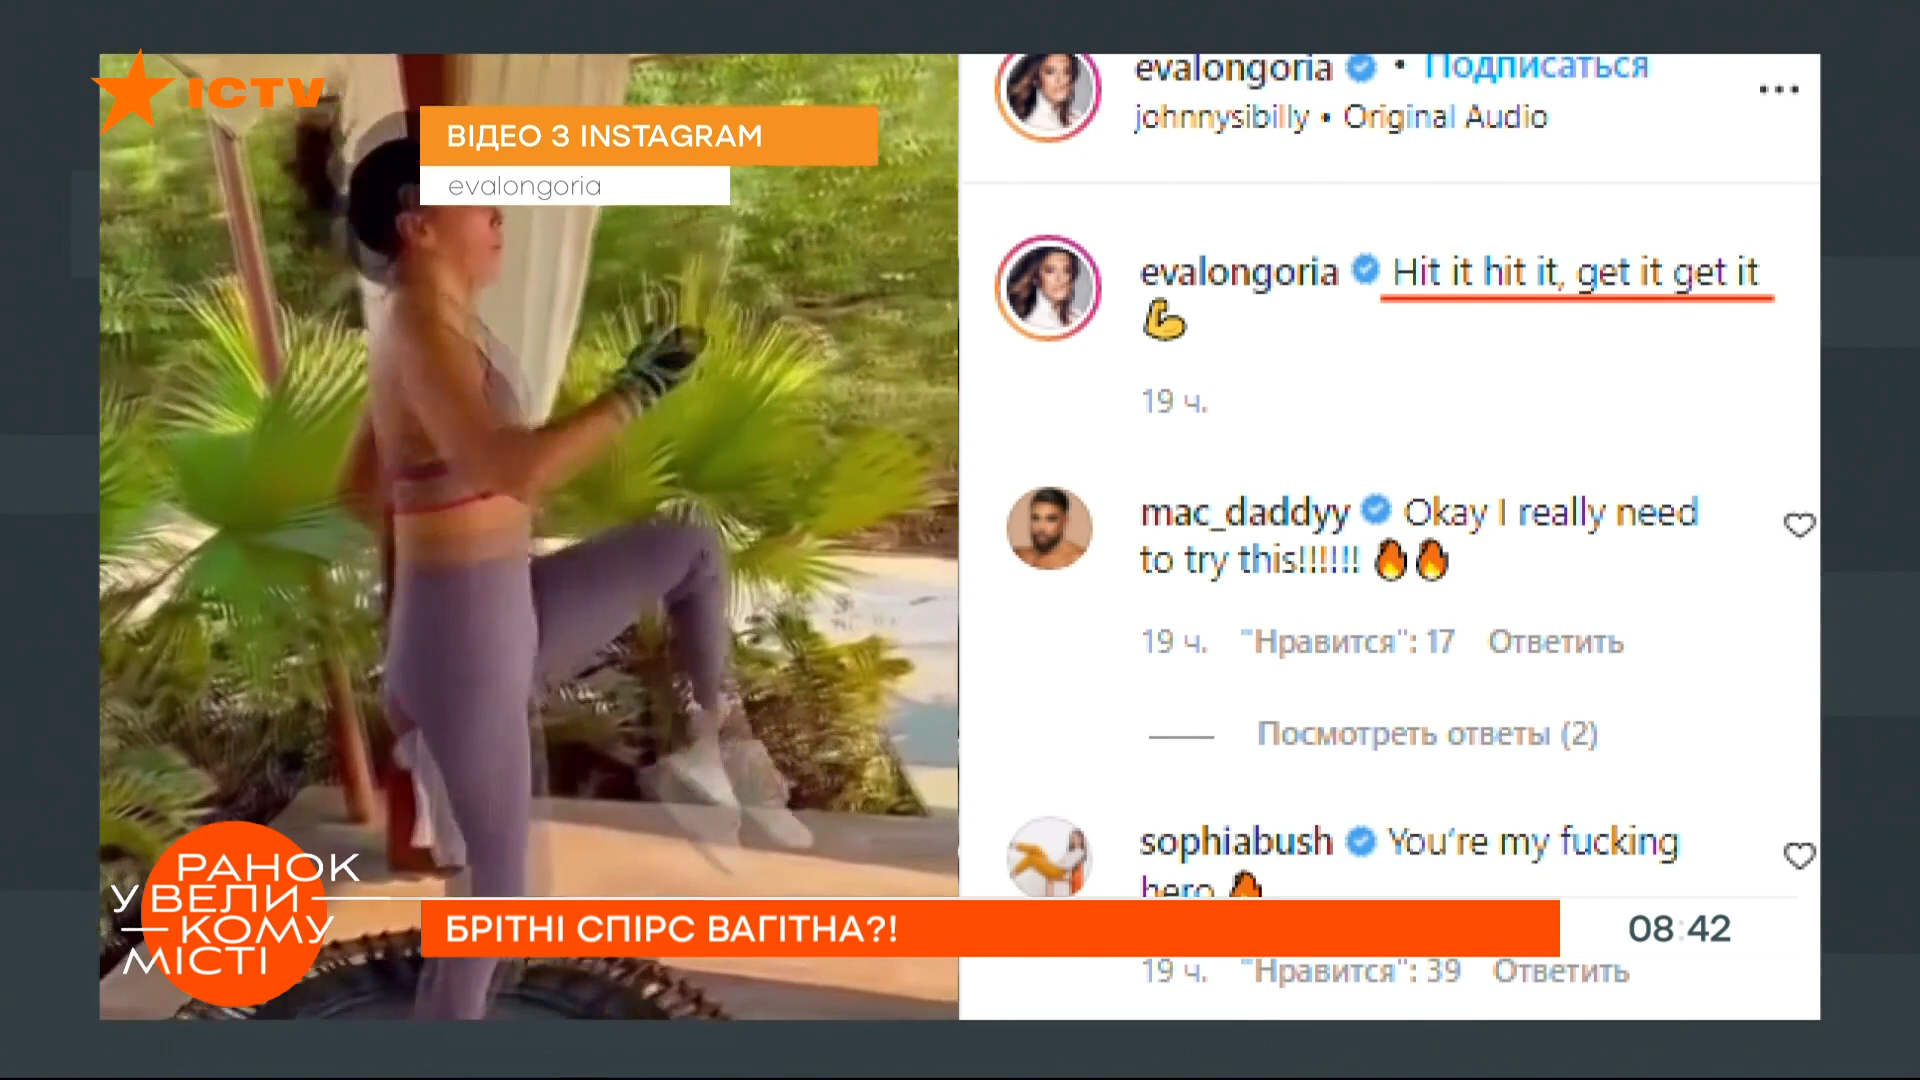 ICTV
ВІДЕО З INSTAGRAM
evalongoria
evalongoria • Подписаться
johnnysibilly • Original Audio
evalongoria Hit it hit it, get it get it
💪
19 ч.
mac_daddyy Okay I really need
to try this!!!!!! 🔥🔥
19 ч. "Нравится": 17 Ответить
Посмотреть ответы (2)
sophiabush You're my fucking
hero 🔥
19 ч. "Нравится": 39 Ответить
РАНОК
У ВЕЛИ—
—КОМУ
МІСТІ
БРІТНІ СПІРС ВАГІТНА?!
08:42